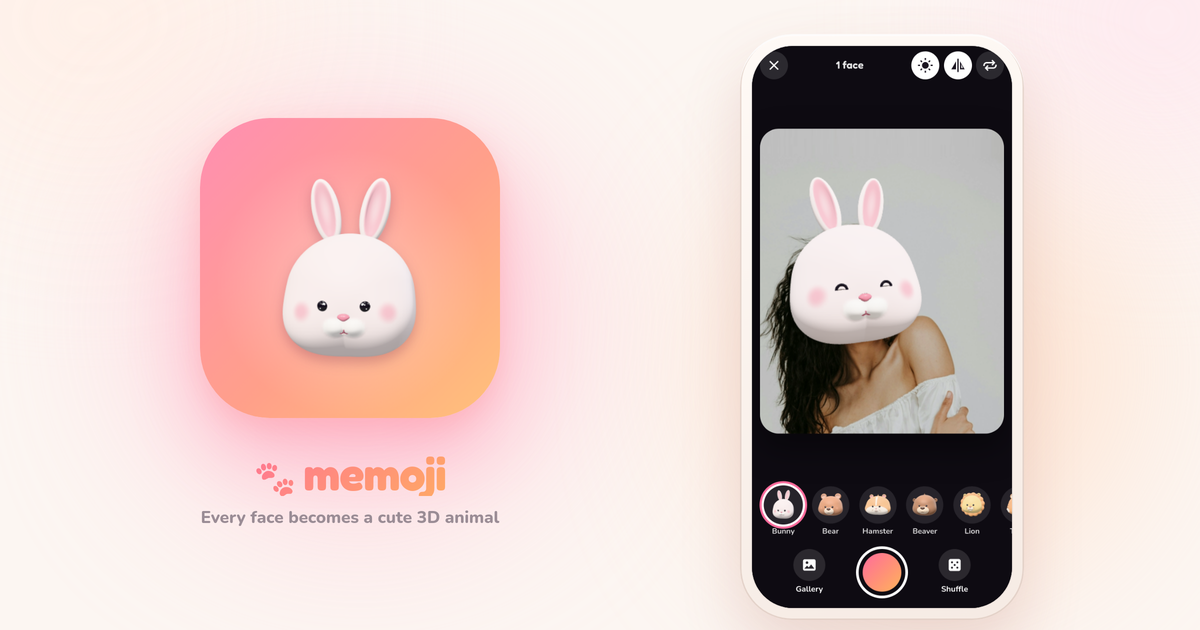 memoji
Every face becomes a cute 3D animal
1 face
Bunny
Bear
Hamster
Beaver
Lion
Gallery
Shuffle